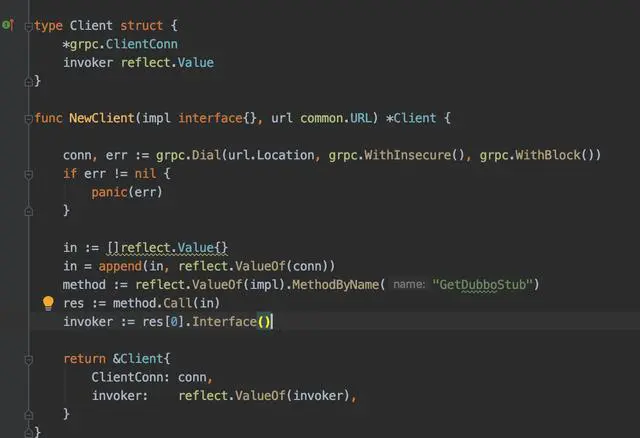 type Client struct {
    *grpc.ClientConn
    invoker reflect.Value
}
func NewClient(impl interface{}, url common.URL) *Client {
    conn, err := grpc.Dial(url.Location, grpc.WithInsecure(), grpc.WithBlock())
    if err != nil {
        panic(err)
    }
    in := []reflect.Value{}
    in = append(in, reflect.ValueOf(conn))
    method := reflect.ValueOf(impl).MethodByName( name: "GetDubboStub")
    res := method.Call(in)
    invoker := res[0].Interface()
    return &Client{
        ClientConn: conn,
        invoker:    reflect.ValueOf(invoker),
    }
}